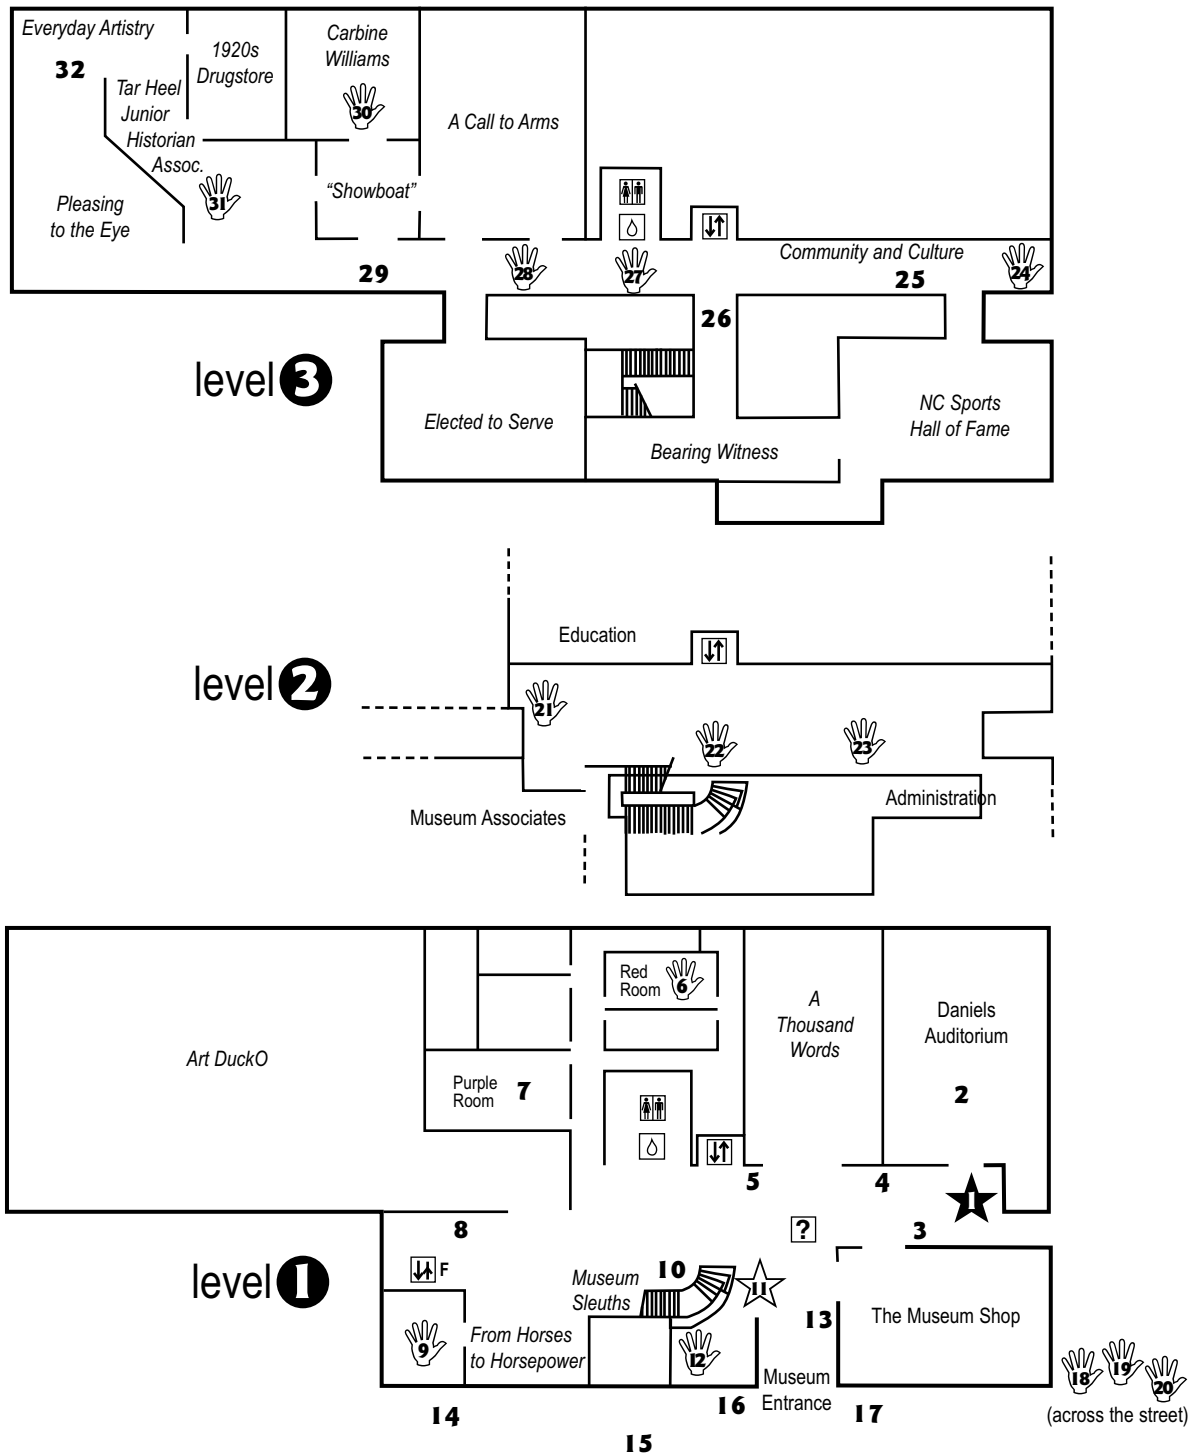 Everyday Artistry
32
1920s
Drugstore
Carbine
Williams
30
Tar Heel
Junior
Historian
Assoc.
A Call to Arms
31
"Showboat"
Pleasing
to the Eye
28
27
Community and Culture
24
29
25
26
level 3
Elected to Serve
NC Sports
Hall of Fame
Bearing Witness
Education
level 2
21
22
23
Museum Associates
Administration
Red
Room
6
A
Thousand
Words
Daniels
Auditorium
Art DuckO
Purple
Room
7
2
5
4
1
8
?
3
F
level 1
10
Museum
Sleuths
11
13
The Museum Shop
9
From Horses
to Horsepower
12
Museum
Entrance
18
19
20
(across the street)
14
16
17
15